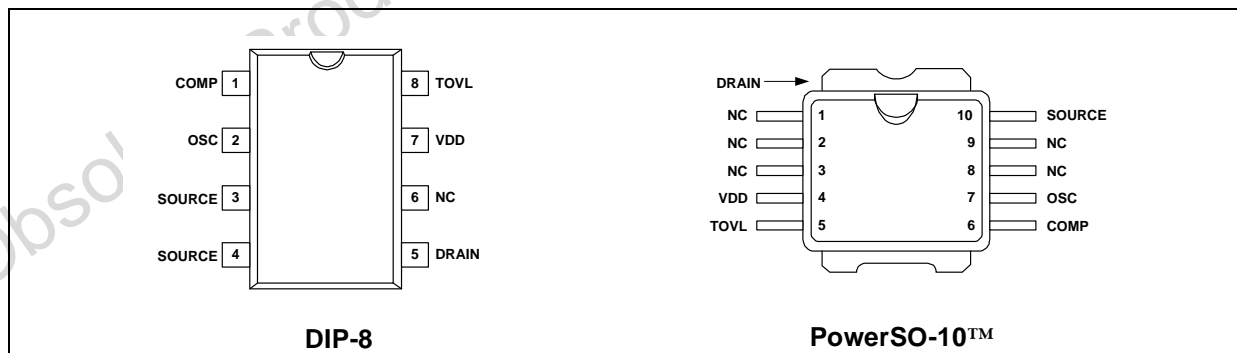 COMP 1
OSC 2
SOURCE 3
SOURCE 4
8 TOVL
7 VDD
6 NC
5 DRAIN
DIP-8
DRAIN
NC 1
NC 2
NC 3
VDD 4
TOVL 5
10 SOURCE
9 NC
8 NC
7 OSC
6 COMP
PowerSO-10™